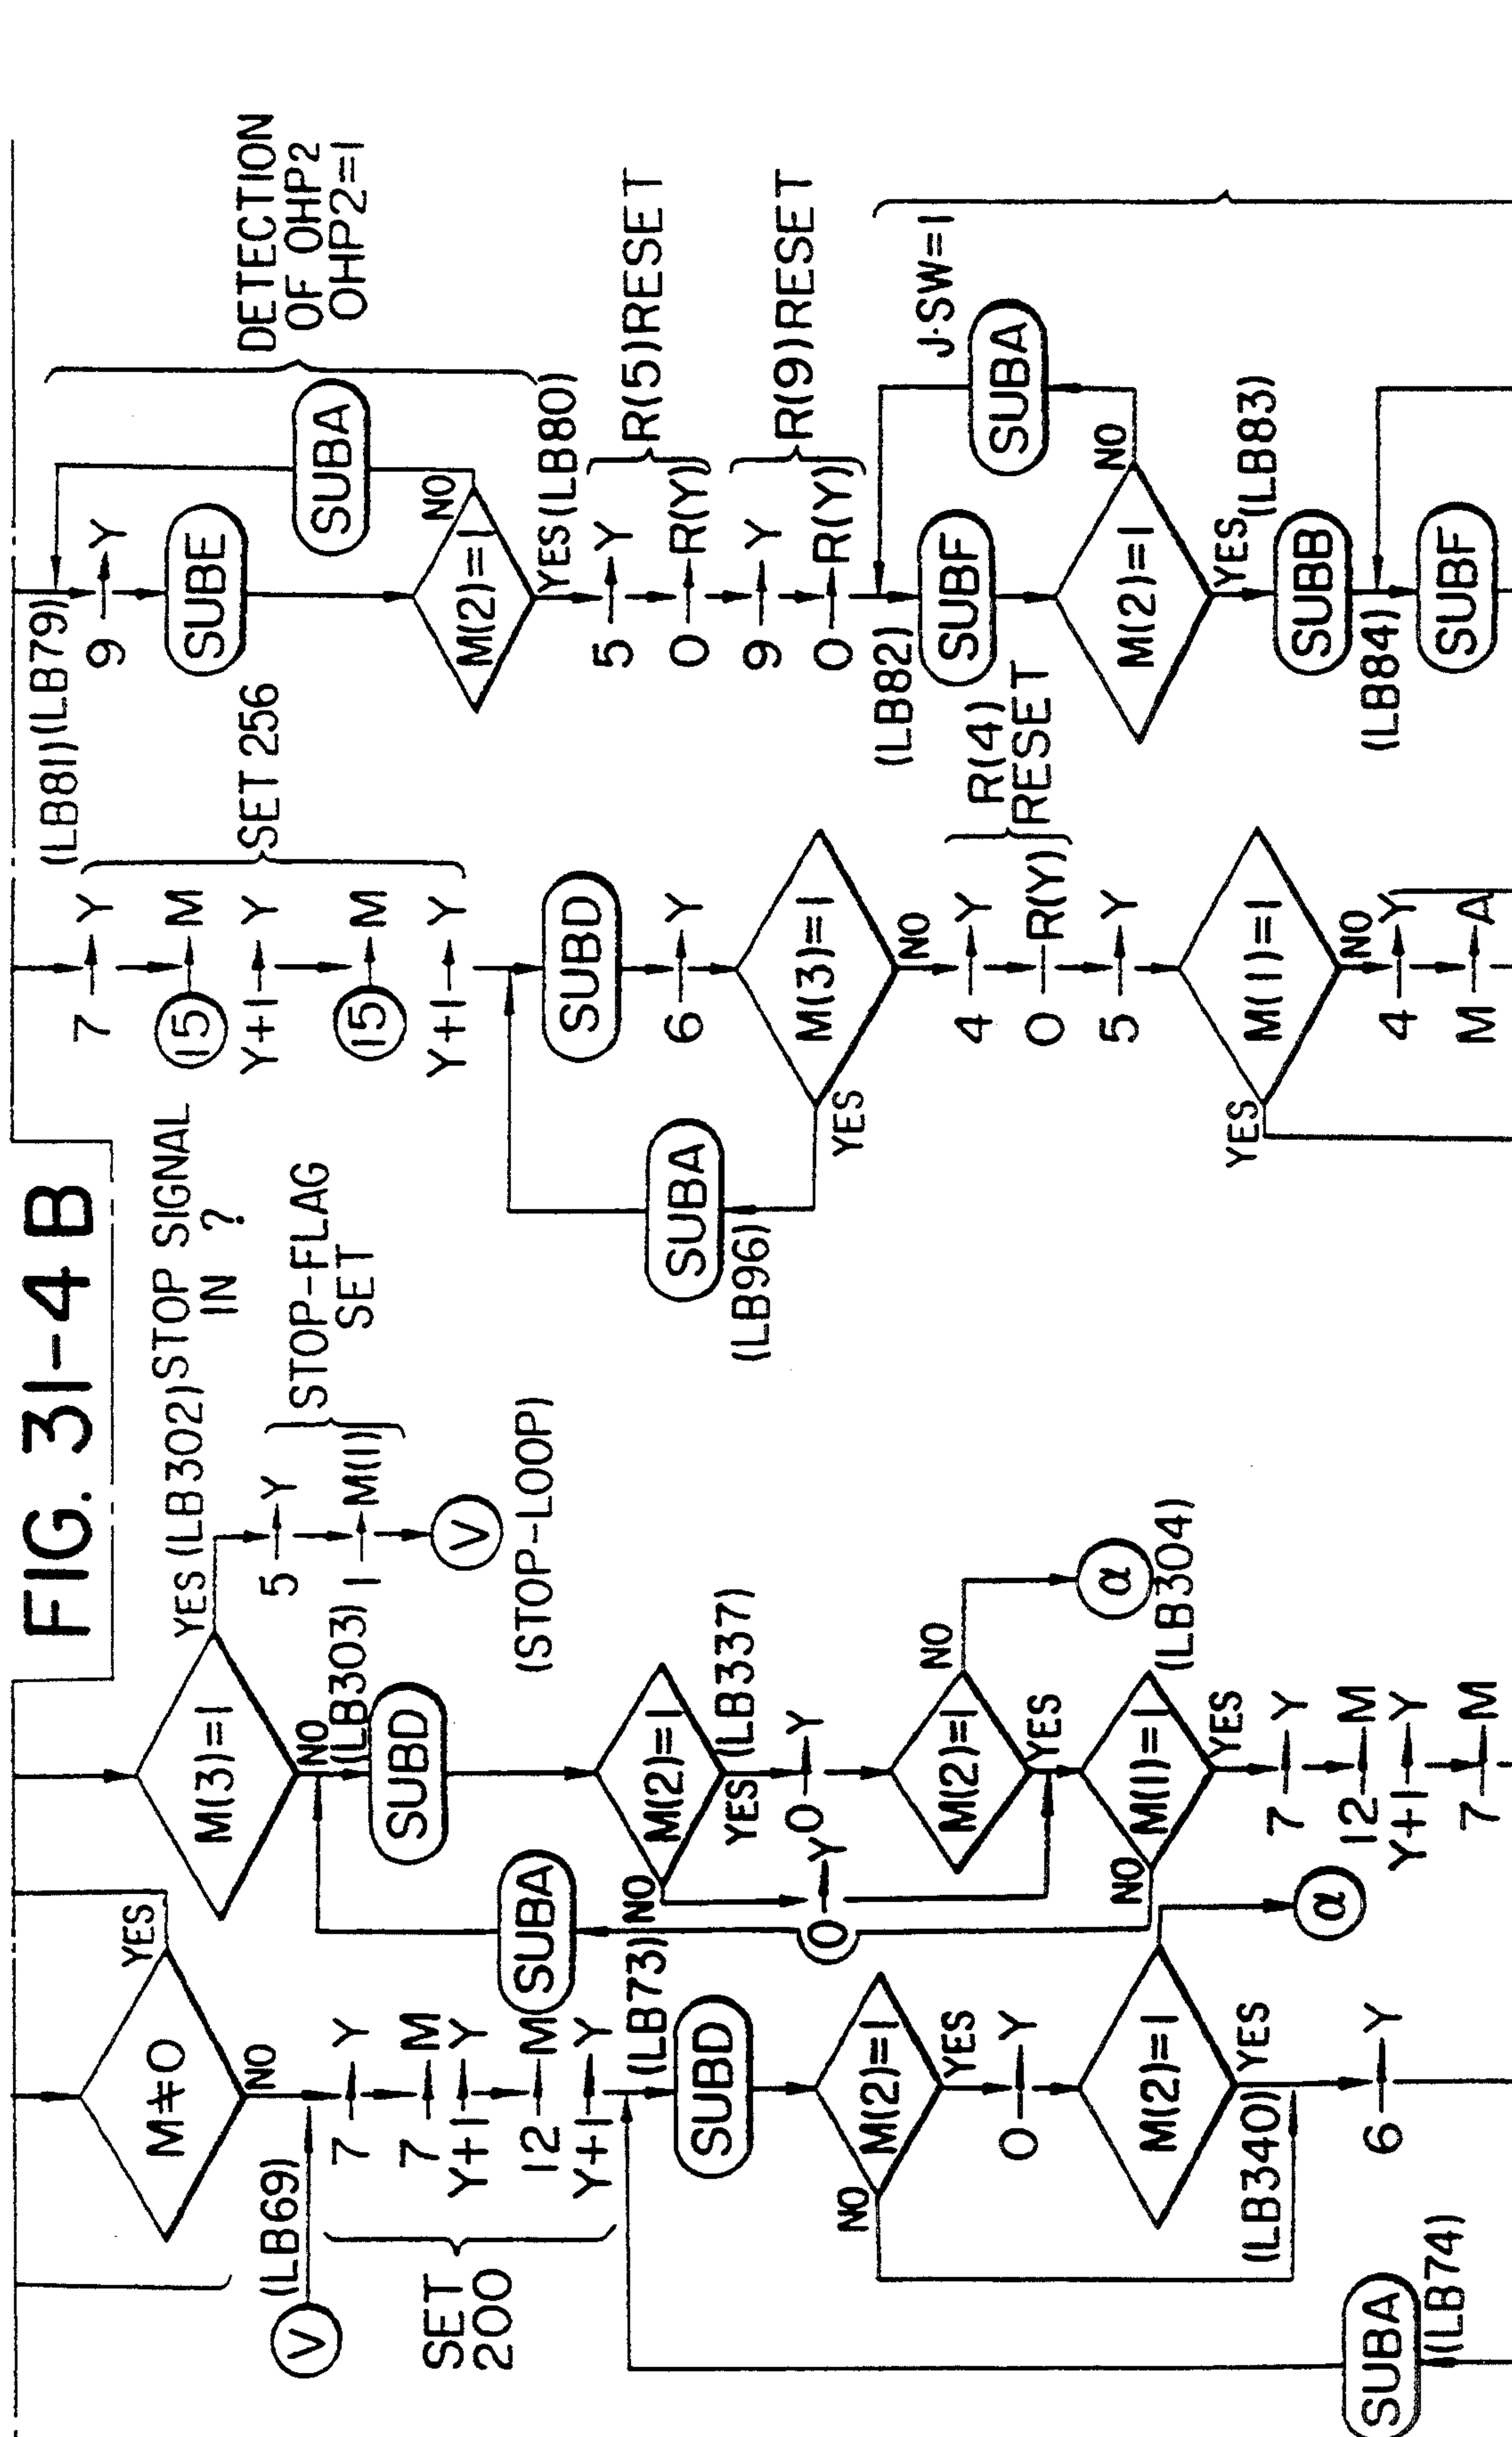 FIG. 31-4 B
M≠0
YES
NO
V
(LB69)
7→Y
7→M
Y+1→Y
12→M
Y+1→Y
SET
200
(LB73)
SUBD
M(2)=1
NO
YES
0→Y
M(2)=1
α
YES
(LB340)
6→Y
SUBA
(LB74)
M(3)=1
YES
(LB302)
STOP SIGNAL
IN ?
5→Y
1→M(1)
STOP-FLAG
SET
V
(STOP-LOOP)
NO
(LB303)
SUBD
SUBA
M(2)=1
NO
YES
(LB337)
0→Y
0→Y
M(2)=1
NO
α
YES
(LB304)
M(1)=1
NO
YES
7→Y
12→M
Y+1→Y
7→M
7→Y
15→M
Y+1→Y
15→M
Y+1→Y
SET 256
SUBD
6→Y
M(3)=1
YES
SUBA
(LB96)
NO
4→Y
0→R(Y)
R(4)
RESET
5→Y
M(1)=1
YES
NO
4→Y
M→A
(LB81)
(LB79)
9→Y
SUBE
SUBA
DETECTION
OF OHP2
OHP2=1
M(2)=1
NO
YES
(LB80)
5→Y
0→R(Y)
R(5)RESET
9→Y
0→R(Y)
R(9)RESET
(LB82)
SUBF
J·SW=1
SUBA
M(2)=1
NO
YES
(LB83)
SUBB
(LB84)
SUBF